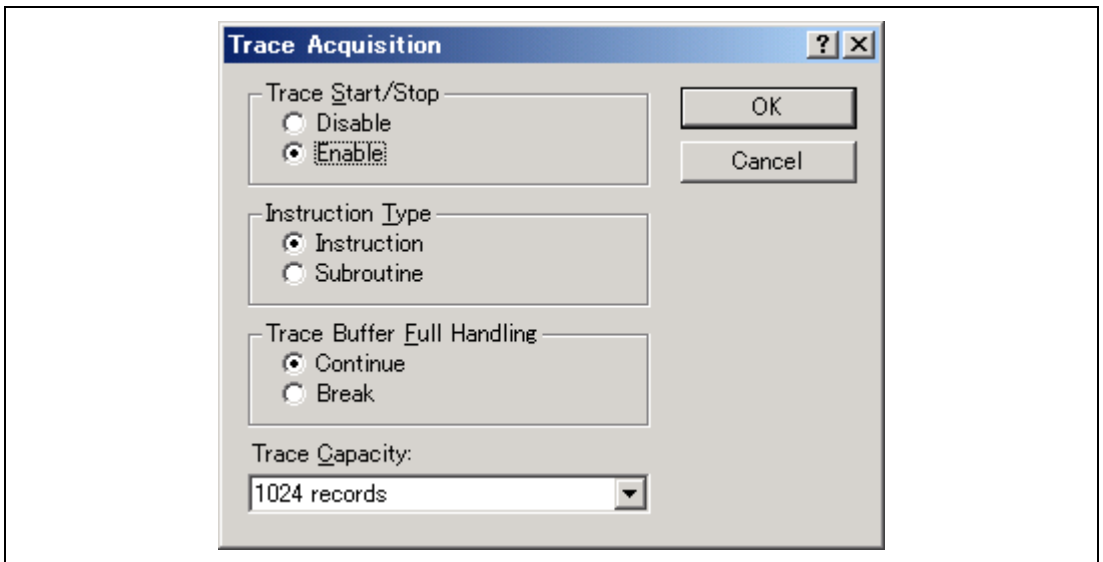 Trace Acquisition
Trace Start/Stop
Disable
Enable
OK
Cancel
Instruction Type
Instruction
Subroutine
Trace Buffer Full Handling
Continue
Break
Trace Capacity:
1024 records